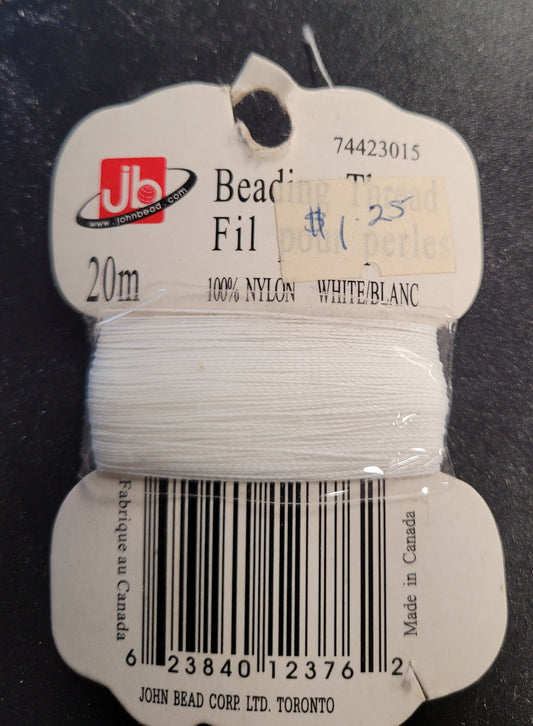 74423015
jb
www.johnbead.com
Beading Thread
Fil pour perles
$1.25
20m
100% NYLON WHITE/BLANC
Fabrique au Canada
Made in Canada
6 23840 12376 2
JOHN BEAD CORP. LTD. TORONTO